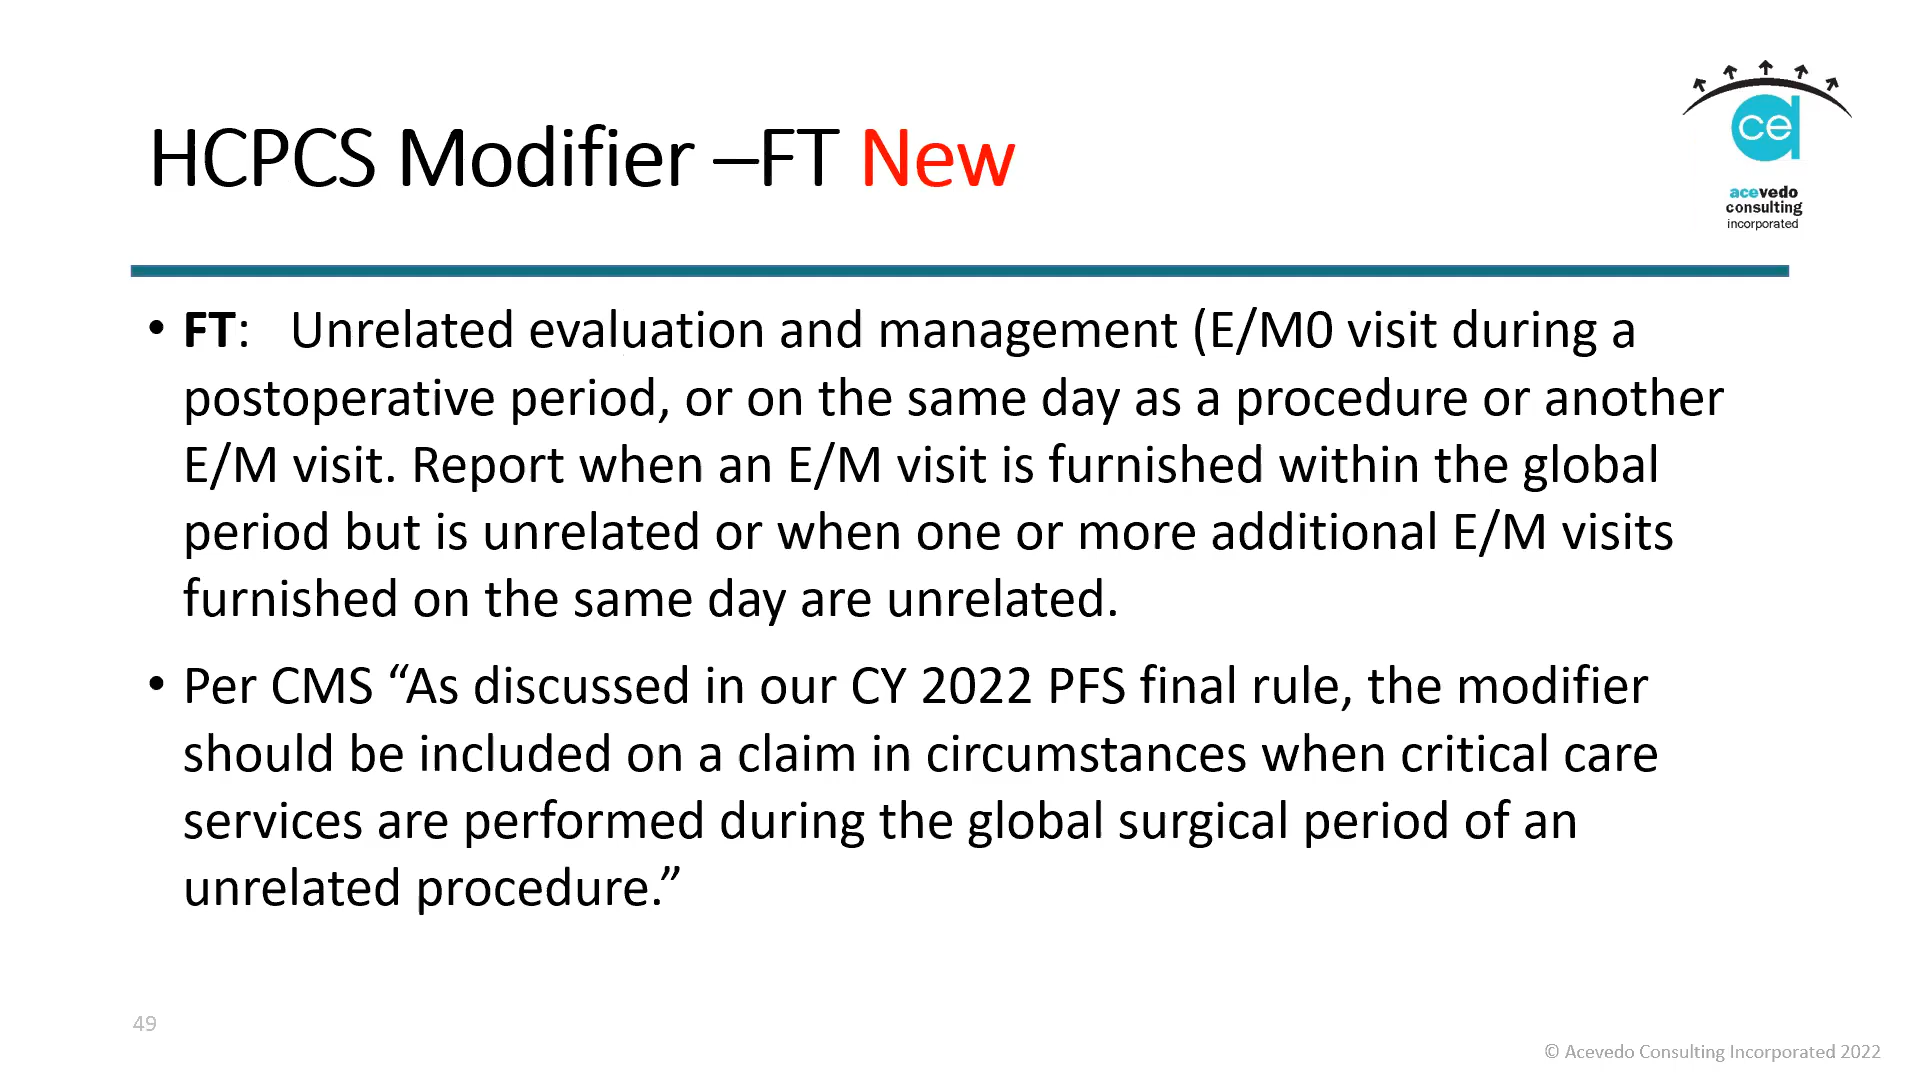 HCPCS Modifier –FT New
ce
acevedo
consulting
incorporated
• FT: Unrelated evaluation and management (E/M0 visit during a
postoperative period, or on the same day as a procedure or another
E/M visit. Report when an E/M visit is furnished within the global
period but is unrelated or when one or more additional E/M visits
furnished on the same day are unrelated.
• Per CMS “As discussed in our CY 2022 PFS final rule, the modifier
should be included on a claim in circumstances when critical care
services are performed during the global surgical period of an
unrelated procedure.”
49
© Acevedo Consulting Incorporated 2022